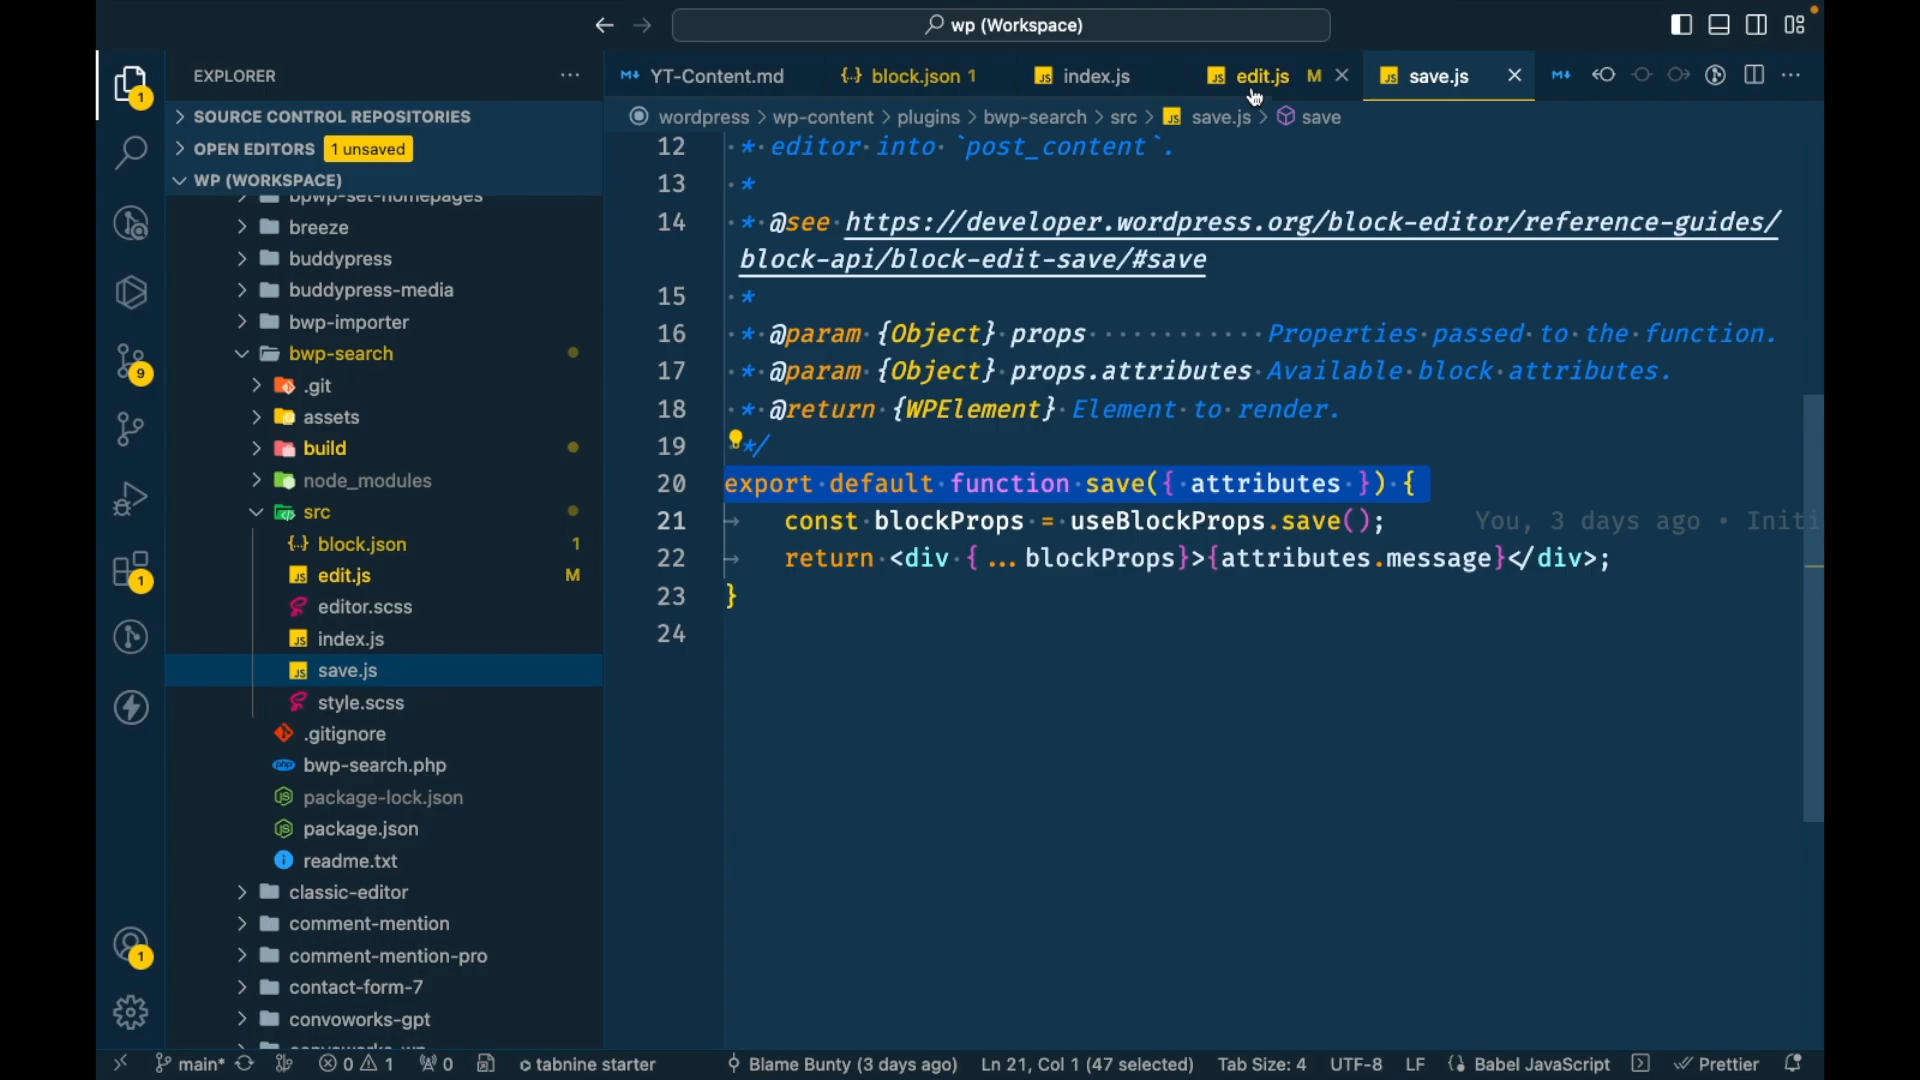 wp (Workspace)
EXPLORER
YT-Content.md
block.json 1
index.js
edit.js M
save.js
SOURCE CONTROL REPOSITORIES
OPEN EDITORS 1 unsaved
WP (WORKSPACE)
bpwp-set-homepages
breeze
buddypress
buddypress-media
bwp-importer
bwp-search
.git
assets
build
node_modules
src
block.json 1
edit.js M
editor.scss
index.js
save.js
style.scss
.gitignore
bwp-search.php
package-lock.json
package.json
readme.txt
classic-editor
comment-mention
comment-mention-pro
contact-form-7
convoworks-gpt
wordpress > wp-content > plugins > bwp-search > src > save.js > save
12 * editor into `post_content`.
13 *
14 * @see https://developer.wordpress.org/block-editor/reference-guides/
block-api/block-edit-save/#save
15 *
16 * @param {Object} props Properties passed to the function.
17 * @param {Object} props.attributes Available block attributes.
18 * @return {WPElement} Element to render.
19 */
20 export default function save({ attributes }) {
21 const blockProps = useBlockProps.save(); You, 3 days ago • Initi
22 return <div { ...blockProps}>{attributes.message}</div>;
23 }
24
1
9
1
1
main* 0 1 0 tabnine starter Blame Bunty (3 days ago) Ln 21, Col 1 (47 selected) Tab Size: 4 UTF-8 LF Babel JavaScript Prettier